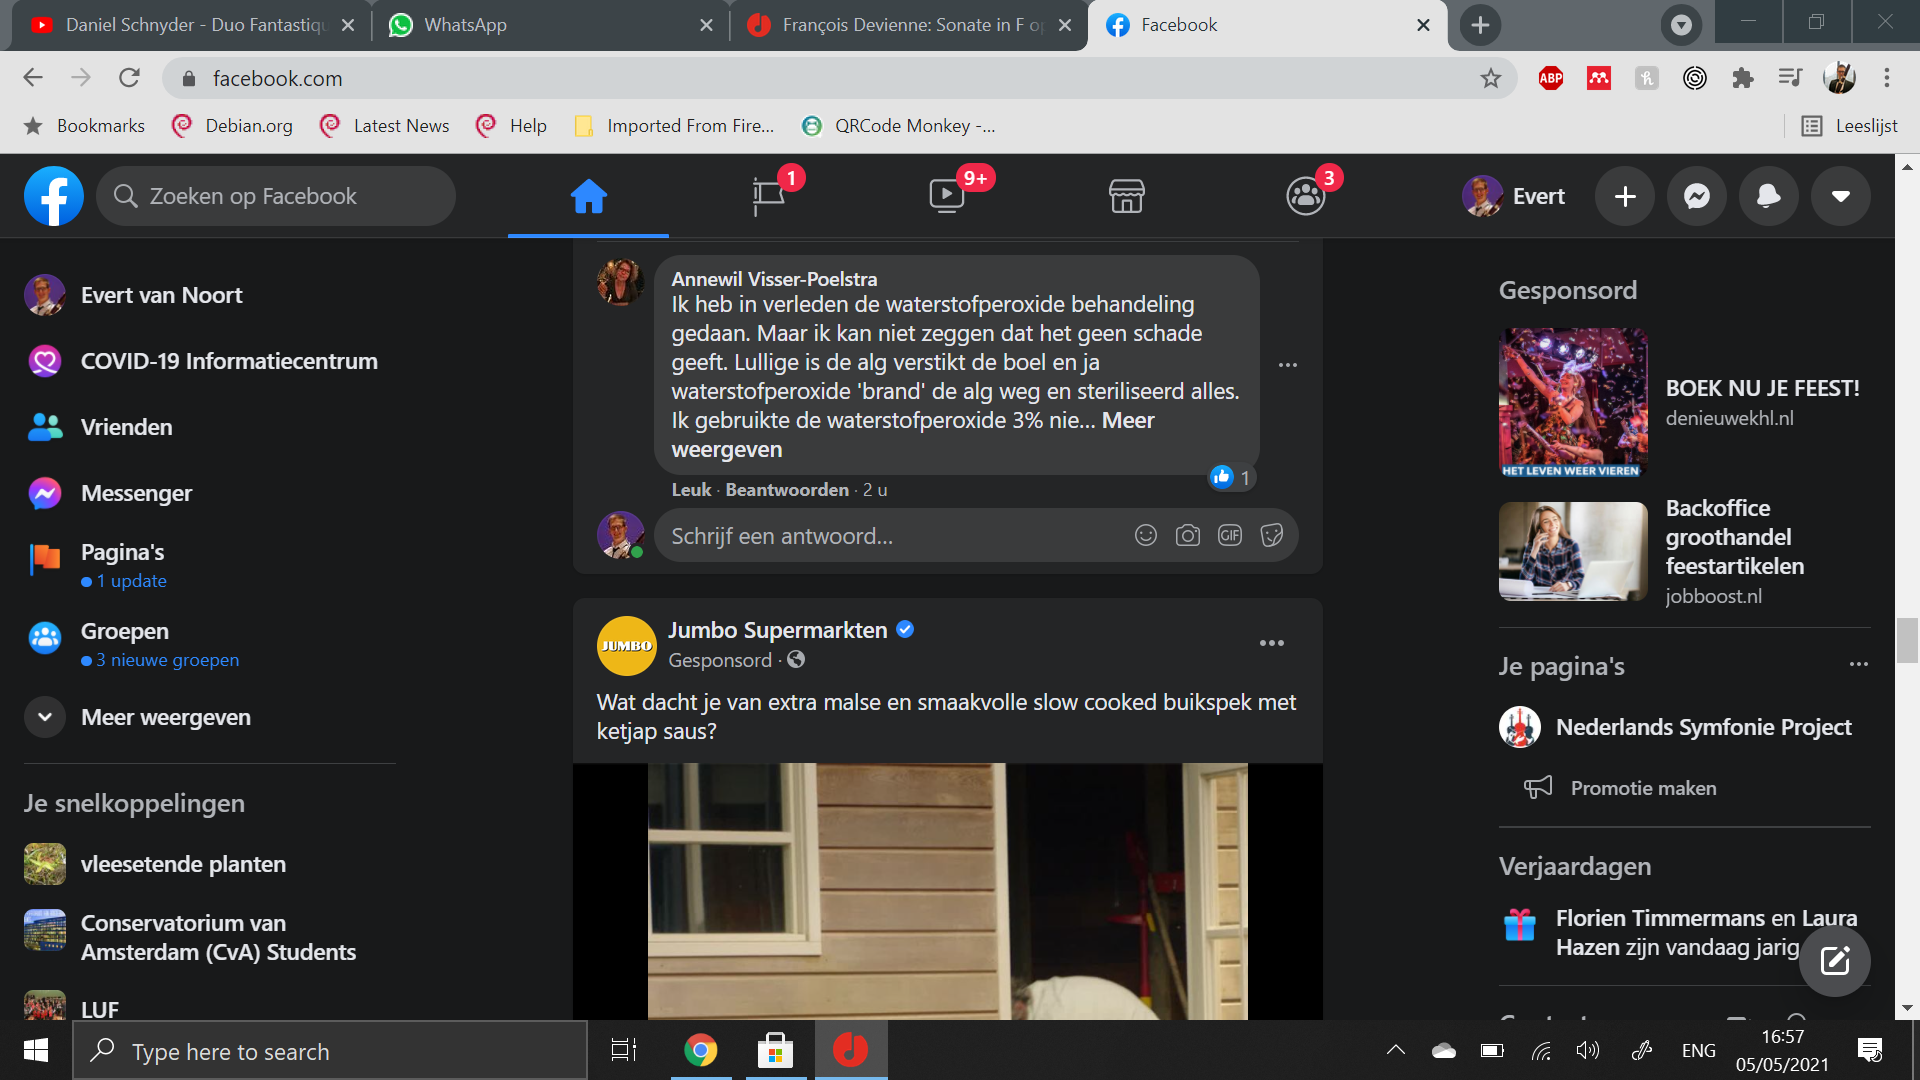 Daniel Schnyder - Duo Fantastiqu
WhatsApp
François Devienne: Sonate in F op
Facebook
facebook.com
ABP
Bookmarks
Debian.org
Latest News
Help
Imported From Fire...
QRCode Monkey -...
Leeslijst
Zoeken op Facebook
1
9+
3
Evert
Evert van Noort
COVID-19 Informatiecentrum
Vrienden
Messenger
Pagina's
1 update
Groepen
3 nieuwe groepen
Meer weergeven
Je snelkoppelingen
vleesetende planten
Conservatorium van
Amsterdam (CvA) Students
LUF
Annewil Visser-Poelstra
Ik heb in verleden de waterstofperoxide behandeling
gedaan. Maar ik kan niet zeggen dat het geen schade
geeft. Lullige is de alg verstikt de boel en ja
waterstofperoxide 'brand' de alg weg en steriliseerd alles.
Ik gebruikte de waterstofperoxide 3% nie... Meer
weergeven
1
Leuk · Beantwoorden · 2 u
Schrijf een antwoord...
GIF
JUMBO
Jumbo Supermarkten
Gesponsord ·
Wat dacht je van extra malse en smaakvolle slow cooked buikspek met
ketjap saus?
Gesponsord
HET LEVEN WEER VIEREN
BOEK NU JE FEEST!
denieuwekhl.nl
Backoffice
groothandel
feestartikelen
jobboost.nl
Je pagina's
Nederlands Symfonie Project
Promotie maken
Verjaardagen
Florien Timmermans en Laura
Hazen zijn vandaag jarig
Type here to search
ENG
16:57
05/05/2021